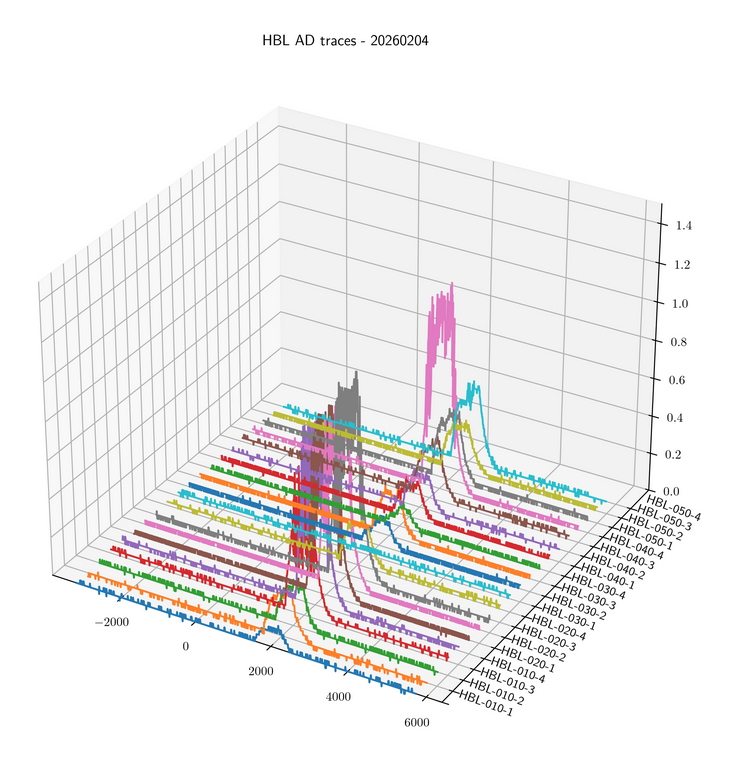 HBL AD traces - 20260204
1.4
1.2
1.0
0.8
0.6
0.4
0.2
0.0
HBL-050-4
HBL-050-3
HBL-050-2
HBL-050-1
HBL-040-4
HBL-040-3
HBL-040-2
HBL-040-1
HBL-030-4
HBL-030-3
HBL-030-2
HBL-030-1
HBL-020-4
HBL-020-3
HBL-020-2
HBL-020-1
HBL-010-4
HBL-010-3
HBL-010-2
HBL-010-1
−2000
0
2000
4000
6000